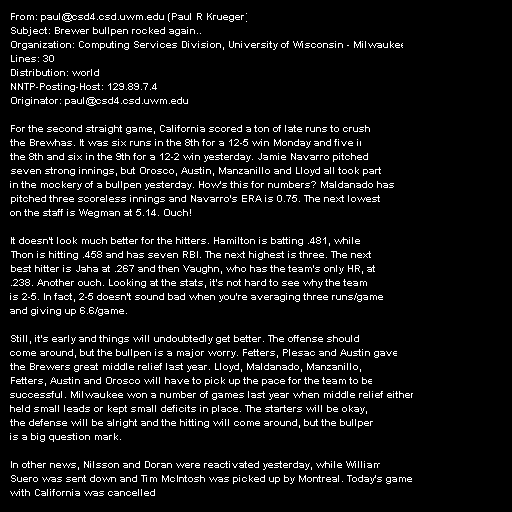 From: paul@csd4.csd.uwm.edu (Paul R Krueger)
Subject: Brewer bullpen rocked again..
Organization: Computing Services Division, University of Wisconsin - Milwaukee
Lines: 30
Distribution: world
NNTP-Posting-Host: 129.89.7.4
Originator: paul@csd4.csd.uwm.edu

For the second straight game, California scored a ton of late runs to crush
the Brewhas. It was six runs in the 8th for a 12-5 win Monday and five in
the 8th and six in the 9th for a 12-2 win yesterday. Jamie Navarro pitched
seven strong innings, but Orosco, Austin, Manzanillo and Lloyd all took part
in the mockery of a bullpen yesterday. How's this for numbers? Maldanado has
pitched three scoreless innings and Navarro's ERA is 0.75. The next lowest
on the staff is Wegman at 5.14. Ouch!

It doesn't look much better for the hitters. Hamilton is batting .481, while
Thon is hitting .458 and has seven RBI. The next highest is three. The next
best hitter is Jaha at .267 and then Vaughn, who has the team's only HR, at
.238. Another ouch. Looking at the stats, it's not hard to see why the team
is 2-5. In fact, 2-5 doesn't sound bad when you're averaging three runs/game
and giving up 6.6/game.

Still, it's early and things will undoubtedly get better. The offense should
come around, but the bullpen is a major worry. Fetters, Plesac and Austin gave
the Brewers great middle relief last year. Lloyd, Maldanado, Manzanillo,
Fetters, Austin and Orosco will have to pick up the pace for the team to be
successful. Milwaukee won a number of games last year when middle relief either
held small leads or kept small deficits in place. The starters will be okay,
the defense will be alright and the hitting will come around, but the bullpen
is a big question mark.

In other news, Nilsson and Doran were reactivated yesterday, while William
Suero was sent down and Tim McIntosh was picked up by Montreal. Today's game
with California was cancelled